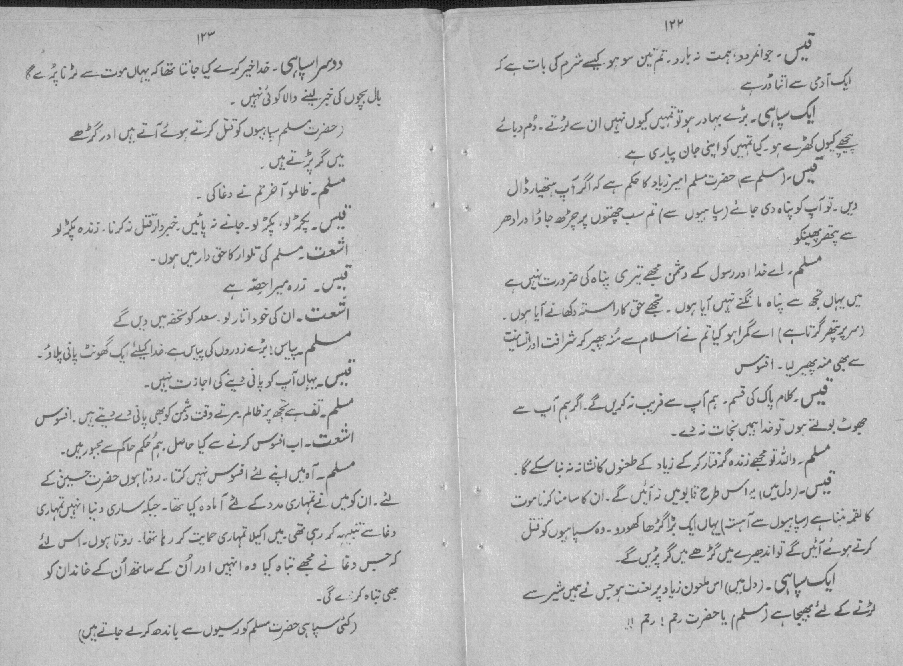 ۱۲۲
قیس۔ جوانمردو! ہمت نہ ہارو۔ تم تین سو ہو۔ کیسے شرم کی بات ہے کہ
ایک آدمی سے اتنا ڈر ہے
ایک سپاہی۔ بڑے بہادر ہو تو تمہیں کیوں نہیں ان سے لڑتے۔ دُم دبائے
پیچھے کیوں کھڑے ہو۔ کیا تمہیں کو اپنی جان پیاری ہے۔
قیس۔ (مسلم سے) حضرت مسلم امیر زیاد کا حکم ہے کہ اگر آپ ہتھیار ڈال
دیں۔ تو آپ کو پناہ دی جائے (سپاہیوں سے) تم سب چھتوں پر چڑھ جاؤ اور ادھر
سے پتھر پھینکو
مسلم۔ اے خدا اور رسول کے دشمن مجھے تیری پناہ کی ضرورت نہیں ہے
میں یہاں تجھ سے پناہ مانگنے نہیں آیا ہوں۔ تجھے حق کا راستہ دکھانے آیا ہوں۔
(سر پر پتھر گرتا ہے) اے گمراہو کیا تم نے اسلام سے منہ پھیر کر شرافت اور انسانیت
سے بھی منہ پھیر لیا۔ افسوس
قیس۔ کلام پاک کی قسم۔ ہم آپ سے فریب نہ کریں گے۔ اگر ہم آپ سے
جھوٹ بولتے ہوں تو خدا ہمیں نجات نہ دے۔
مسلم۔ واللہ تو مجھے زندہ گرفتار کر کے زیاد کے طعنوں کا نشانہ نہ بنا سکے گا۔
قیس۔ (دل میں) یہ اس طرح قابو میں نہ آئیں گے۔ ان کا سامنا کرنا موت
کا لقمہ بننا ہے (سپاہیوں سے آہستہ) یہاں ایک بڑا گڑھا کھودو۔ وہ سپاہیوں کو قتل
کرتے ہوئے آئیں گے تو اندھیرے میں گڑھے میں گر پڑیں گے۔
ایک سپاہی۔ (دل میں) اس ملعون زیاد پر لعنت ہو جس نے ہمیں شیر سے
لڑنے کے لئے بھیجا ہے (مسلم) یا حضرت رحم! رحم!!
۱۲۳
دوسرا سپاہی۔ خدا خیر کرے کیا جانتا تھا کہ یہاں موت سے لڑنا پڑے گا
بال بچوں کی خبر لینے والا کوئی نہیں۔
(حضرت مسلم سپاہیوں کو قتل کرتے ہوئے آتے ہیں اور گڑھے
میں گر پڑتے ہیں۔
مسلم۔ ظالمو آخر تم نے دغا کی۔
قیس۔ پکڑ لو، پکڑ لو۔ جانے نہ پائیں۔ خبردار قتل نہ کرنا۔ زندہ پکڑ لو
اشعت۔ مسلم کی تلوار کا حق دار میں ہوں۔
قیس۔ زرہ میرا حصّہ ہے
اشعت۔ ان کی خود اتار لو۔ سعد کو تحفہ میں دیں گے
مسلم۔ پیاس! بڑے زوروں کی پیاس ہے خدا کیلئے ایک گھونٹ پانی پلاؤ۔
قیس۔ یہاں آپ کو پانی دینے کی اجازت نہیں۔
مسلم۔ تف ہے تجھ پر ظالم۔ مرتے وقت دشمن کو بھی پانی دے دیتے ہیں۔ افسوس
اشعت۔ اب افسوس کرنے سے کیا حاصل۔ ہم حکم حاکم سے مجبور ہیں۔
مسلم۔ آہ میں اپنے لئے افسوس نہیں کرتا۔ روتا ہوں حضرت حسین کے
لئے۔ ان کو میں نے تمہاری مدد کے لئے آمادہ کیا تھا۔ جبکہ ساری دنیا انہیں تمہاری
دغا سے تنبیہہ کر رہی تھی۔ میں اکیلا تمہاری حمایت کر رہا تھا۔ روتا ہوں۔ اس لئے
کہ جس دغا نے مجھے تباہ کیا وہ انہیں اور اُن کے ساتھ اُن کے خاندان کو
بھی تباہ کر دے گی۔
(کئی سپاہی حضرت مسلم کو رسیوں سے باندھ کر لے جاتے ہیں)